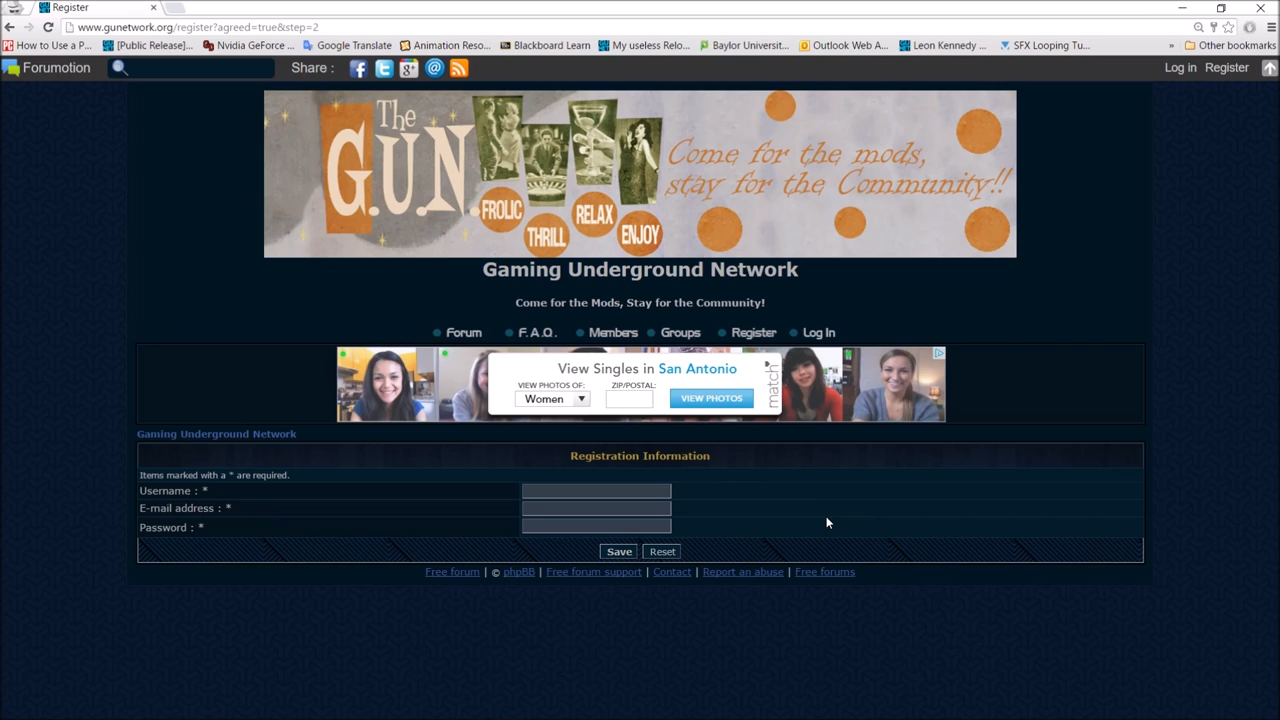 Register
www.gunetwork.org/register?agreed=true&step=2
How to Use a P... [Public Release]... Nvidia GeForce ... Google Translate Animation Reso... Blackboard Learn My useless Relo... Baylor Universit... Outlook Web A... Leon Kennedy ... SFX Looping Tu... » Other bookmarks
Forumotion Share : Log in Register
The
G.U.N.
FROLIC
THRILL
RELAX
ENJOY
Come for the mods,
stay for the Community!!
Gaming Underground Network
Come for the Mods, Stay for the Community!
Forum F.A.Q. Members Groups Register Log In
View Singles in San Antonio
VIEW PHOTOS OF: ZIP/POSTAL:
Women VIEW PHOTOS
match
Gaming Underground Network
Registration Information
Items marked with a * are required.
Username : *
E-mail address : *
Password : *
Save Reset
Free forum | © phpBB | Free forum support | Contact | Report an abuse | Free forums